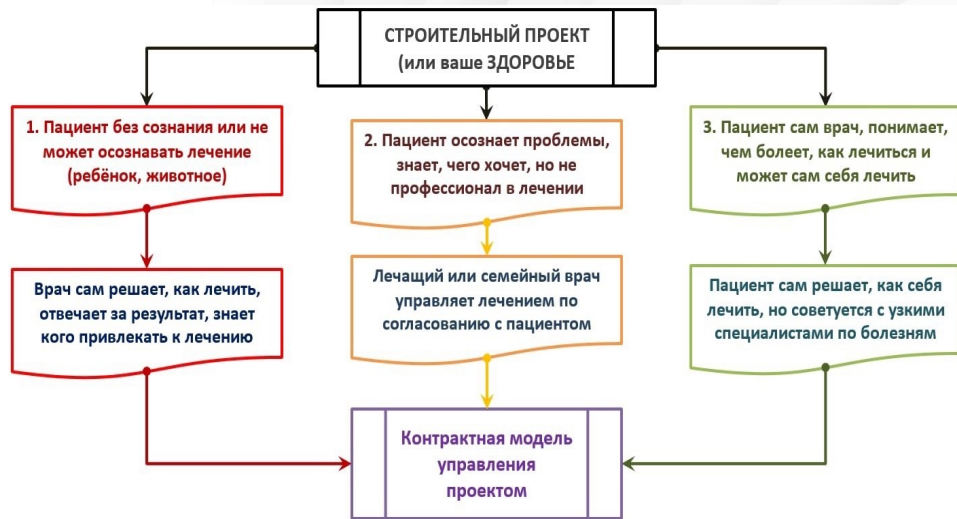 СТРОИТЕЛЬНЫЙ ПРОЕКТ
(или ваше ЗДОРОВЬЕ
1. Пациент без сознания или не
может осознавать лечение
(ребёнок, животное)
2. Пациент осознает проблемы,
знает, чего хочет, но не
профессионал в лечении
3. Пациент сам врач, понимает,
чем болеет, как лечиться и
может сам себя лечить
Врач сам решает, как лечить,
отвечает за результат, знает
кого привлекать к лечению
Лечащий или семейный врач
управляет лечением по
согласованию с пациентом
Пациент сам решает, как себя
лечить, но советуется с узкими
специалистами по болезням
Контрактная модель
управления
проектом